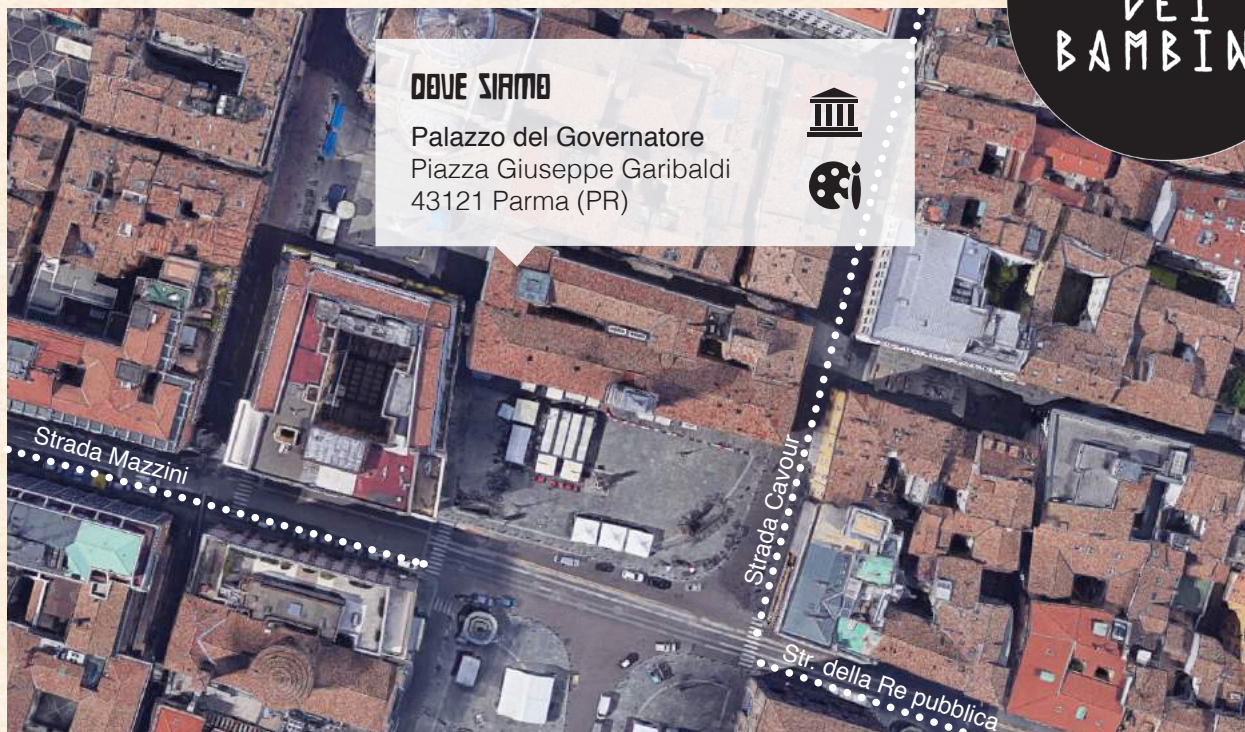 DEI
BAMBIN
DOVE SIAMO
Palazzo del Governatore
Piazza Giuseppe Garibaldi
43121 Parma (PR)
Strada Mazzini
Strada Cavour
Str. della Re pubblica